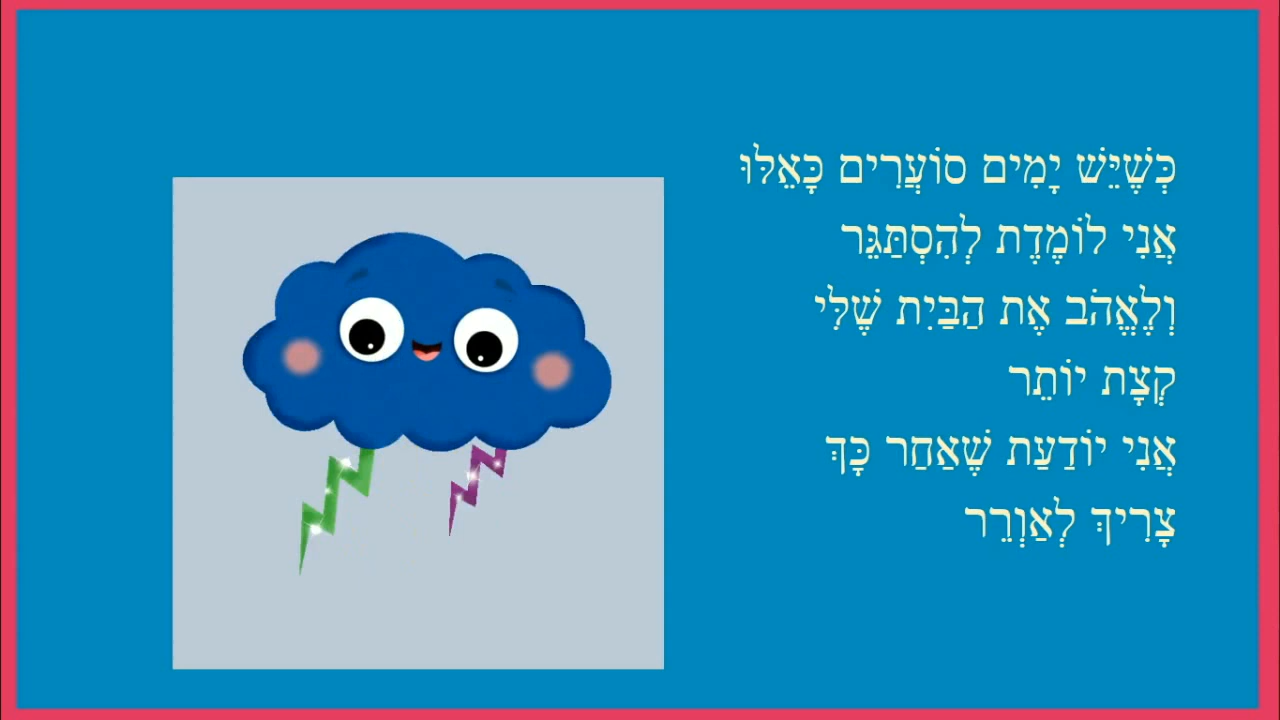 כְּשֶׁיֵּשׁ יָמִים סוֹעֲרִים כָּאֵלּוּ
אֲנִי לוֹמֶדֶת לְהִסְתַּגֵּר
וְלֶאֱהֹב אֶת הַבַּיִת שֶׁלִּי
קְצָת יוֹתֵר
אֲנִי יוֹדַעַת שֶׁאַחַר כָּךְ
צָרִיךְ לְאַוְרֵר